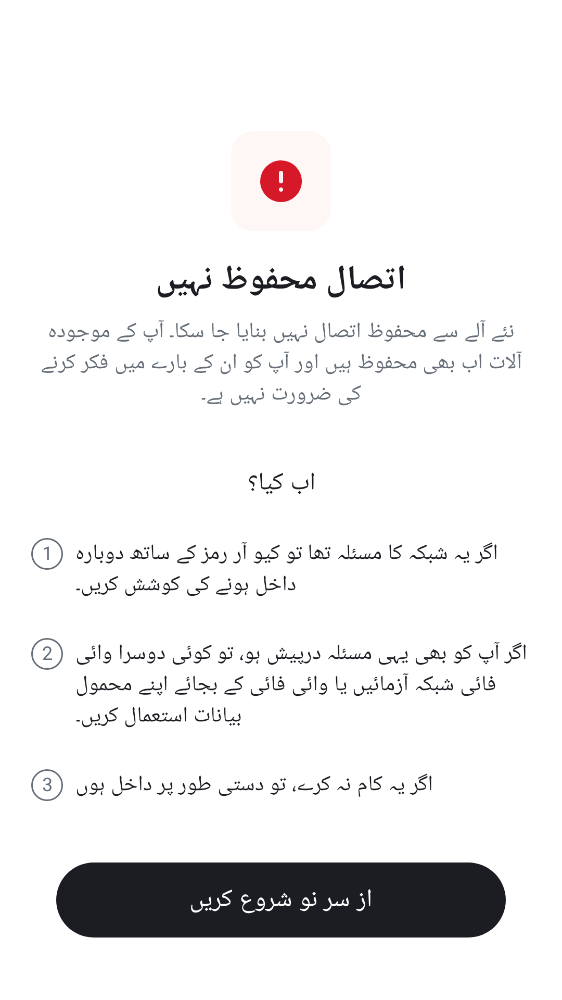 اتصال محفوظ نہیں
نئے آلے سے محفوظ اتصال نہیں بنایا جا سکا۔ آپ کے موجودہ
آلات اب بھی محفوظ ہیں اور آپ کو ان کے بارے میں فکر کرنے
کی ضرورت نہیں ہے۔
اب کیا؟
1 اگر یہ شبکہ کا مسئلہ تھا تو کیو آر رمز کے ساتھ دوبارہ
داخل ہونے کی کوشش کریں۔
2 اگر آپ کو بھی یہی مسئلہ درپیش ہو، تو کوئی دوسرا وائی
فائی شبکہ آزمائیں یا وائی فائی کے بجائے اپنے محمول
بیانات استعمال کریں۔
3 اگر یہ کام نہ کرے، تو دستی طور پر داخل ہوں
از سر نو شروع کریں